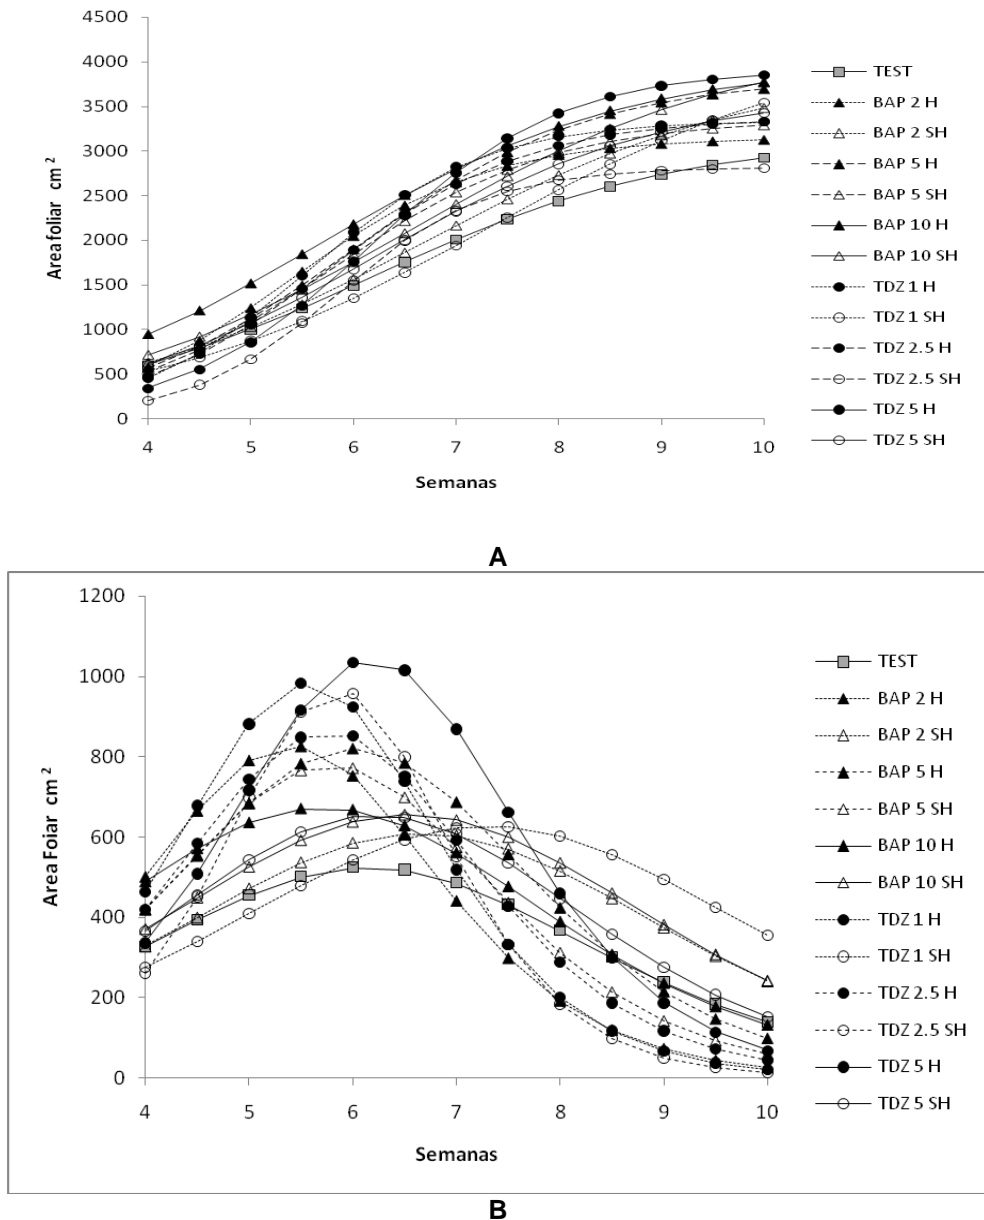 4500
4000
3500
3000
2500
2000
1500
1000
500
0
Area foliar cm ²
4 5 6 7 8 9 10
Semanas
TEST
BAP 2 H
BAP 2 SH
BAP 5 H
BAP 5 SH
BAP 10 H
BAP 10 SH
TDZ 1 H
TDZ 1 SH
TDZ 2.5 H
TDZ 2.5 SH
TDZ 5 H
TDZ 5 SH
A
1200
1000
800
600
400
200
0
Area Foiar cm ²
4 5 6 7 8 9 10
Semanas
TEST
BAP 2 H
BAP 2 SH
BAP 5 H
BAP 5 SH
BAP 10 H
BAP 10 SH
TDZ 1 H
TDZ 1 SH
TDZ 2.5 H
TDZ 2.5 SH
TDZ 5 H
TDZ 5 SH
B